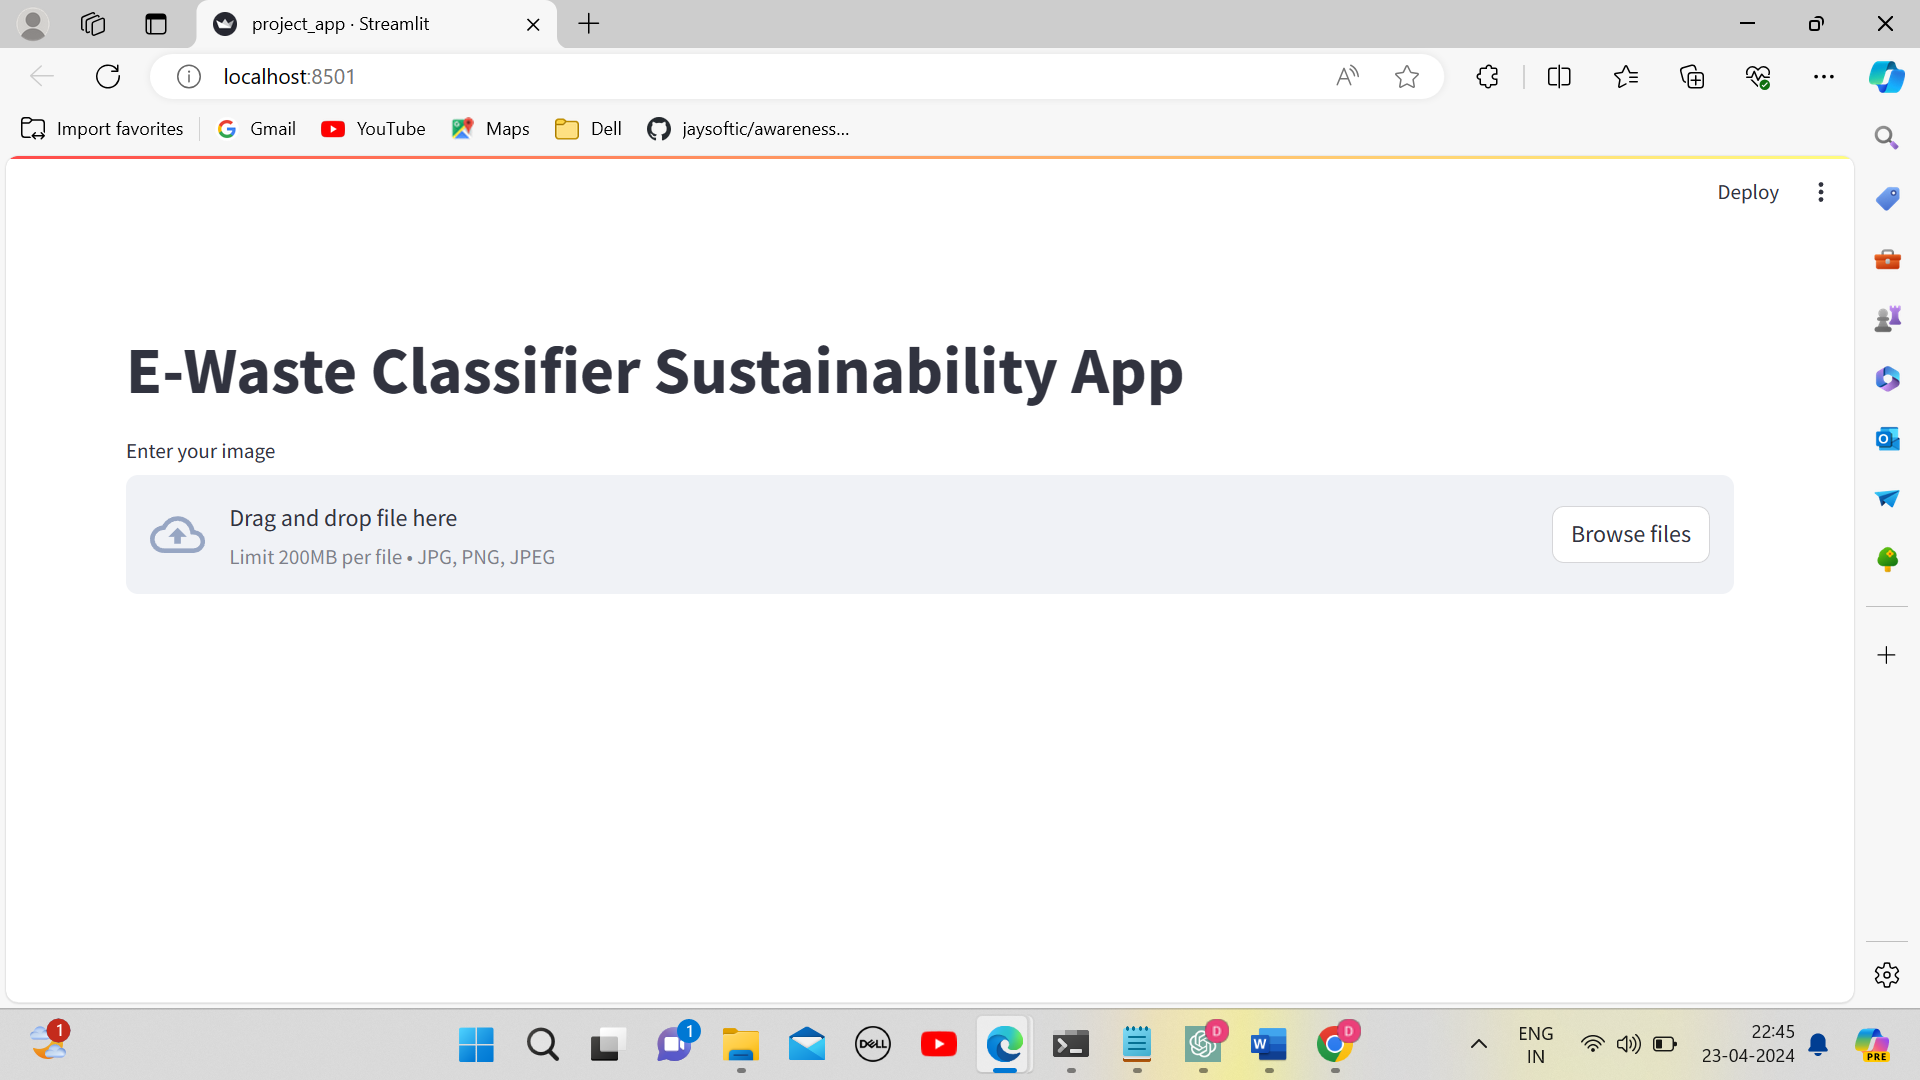 project_app · Streamlit
localhost:8501
Import favorites
Gmail
YouTube
Maps
Dell
jaysoftic/awareness...
Deploy
E-Waste Classifier Sustainability App
Enter your image
Drag and drop file here
Limit 200MB per file • JPG, PNG, JPEG
Browse files
1
1
DELL
D
W
D
ENG
IN
22:45
23-04-2024
PRE